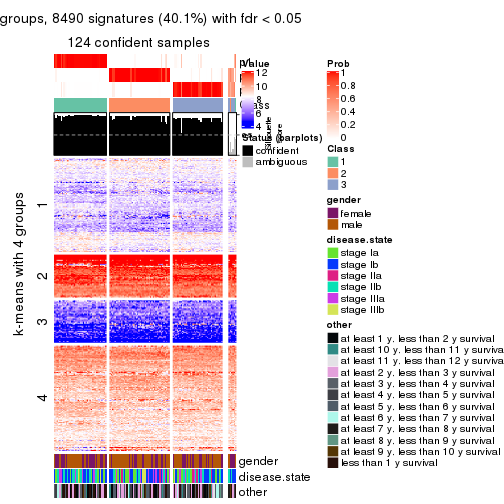 groups, 8490 signatures (40.1%) with fdr < 0.05
124 confident samples
Value
12
10
8
6
4
Class
Silhouette
score
Status (barplots)
confident
ambiguous
Prob
1
0.8
0.6
0.4
0.2
0
Class
1
2
3
gender
female
male
disease.state
stage Ia
stage Ib
stage IIa
stage IIb
stage IIIa
stage IIIb
other
at least 1 y. less than 2 y survival
at least 10 y. less than 11 y survival
at least 11 y. less than 12 y surviva
at least 2 y. less than 3 y survival
at least 3 y. less than 4 y survival
at least 4 y. less than 5 y survival
at least 5 y. less than 6 y survival
at least 6 y. less than 7 y survival
at least 7 y. less than 8 y survival
at least 8 y. less than 9 y survival
at least 9 y. less than 10 y survival
less than 1 y survival
k-means with 4 groups
1
2
3
4
gender
disease.state
other